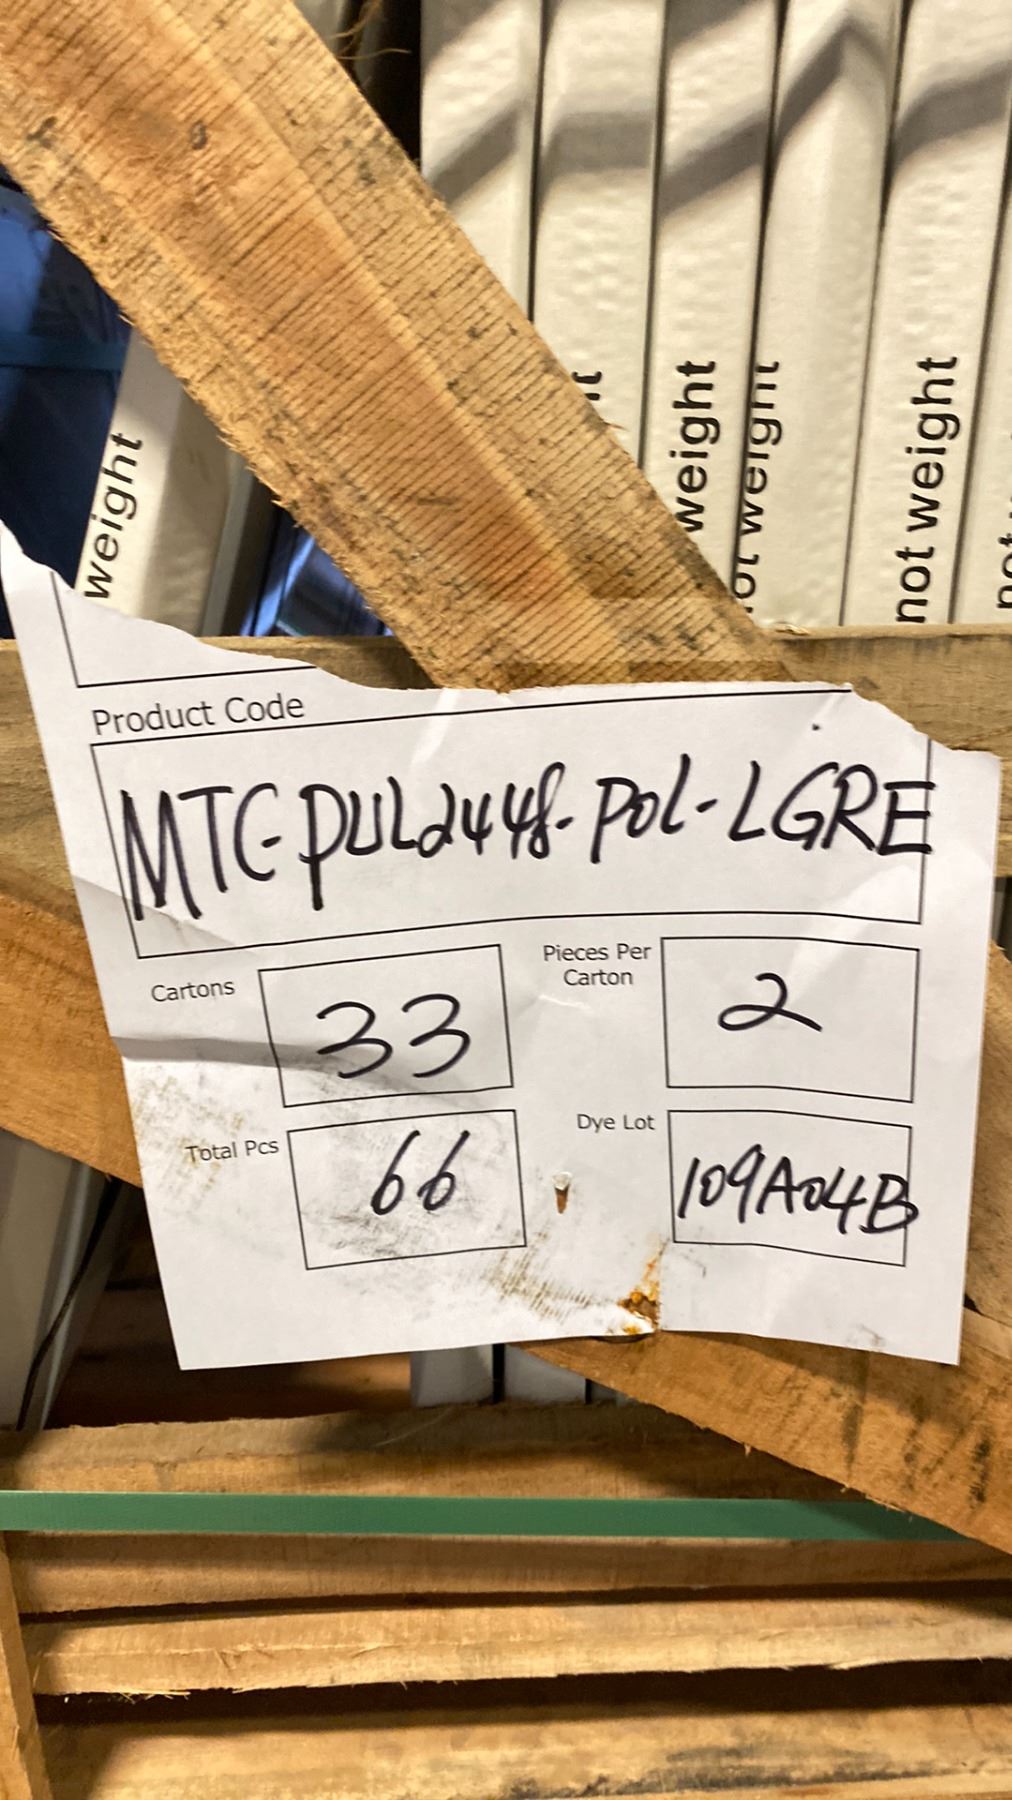 weight
weight
not weight
not weight
Product Code
MTC-PUL2448-POL-LGRE
Cartons
33
Pieces Per
Carton
2
Total Pcs
66
Dye Lot
109A04B